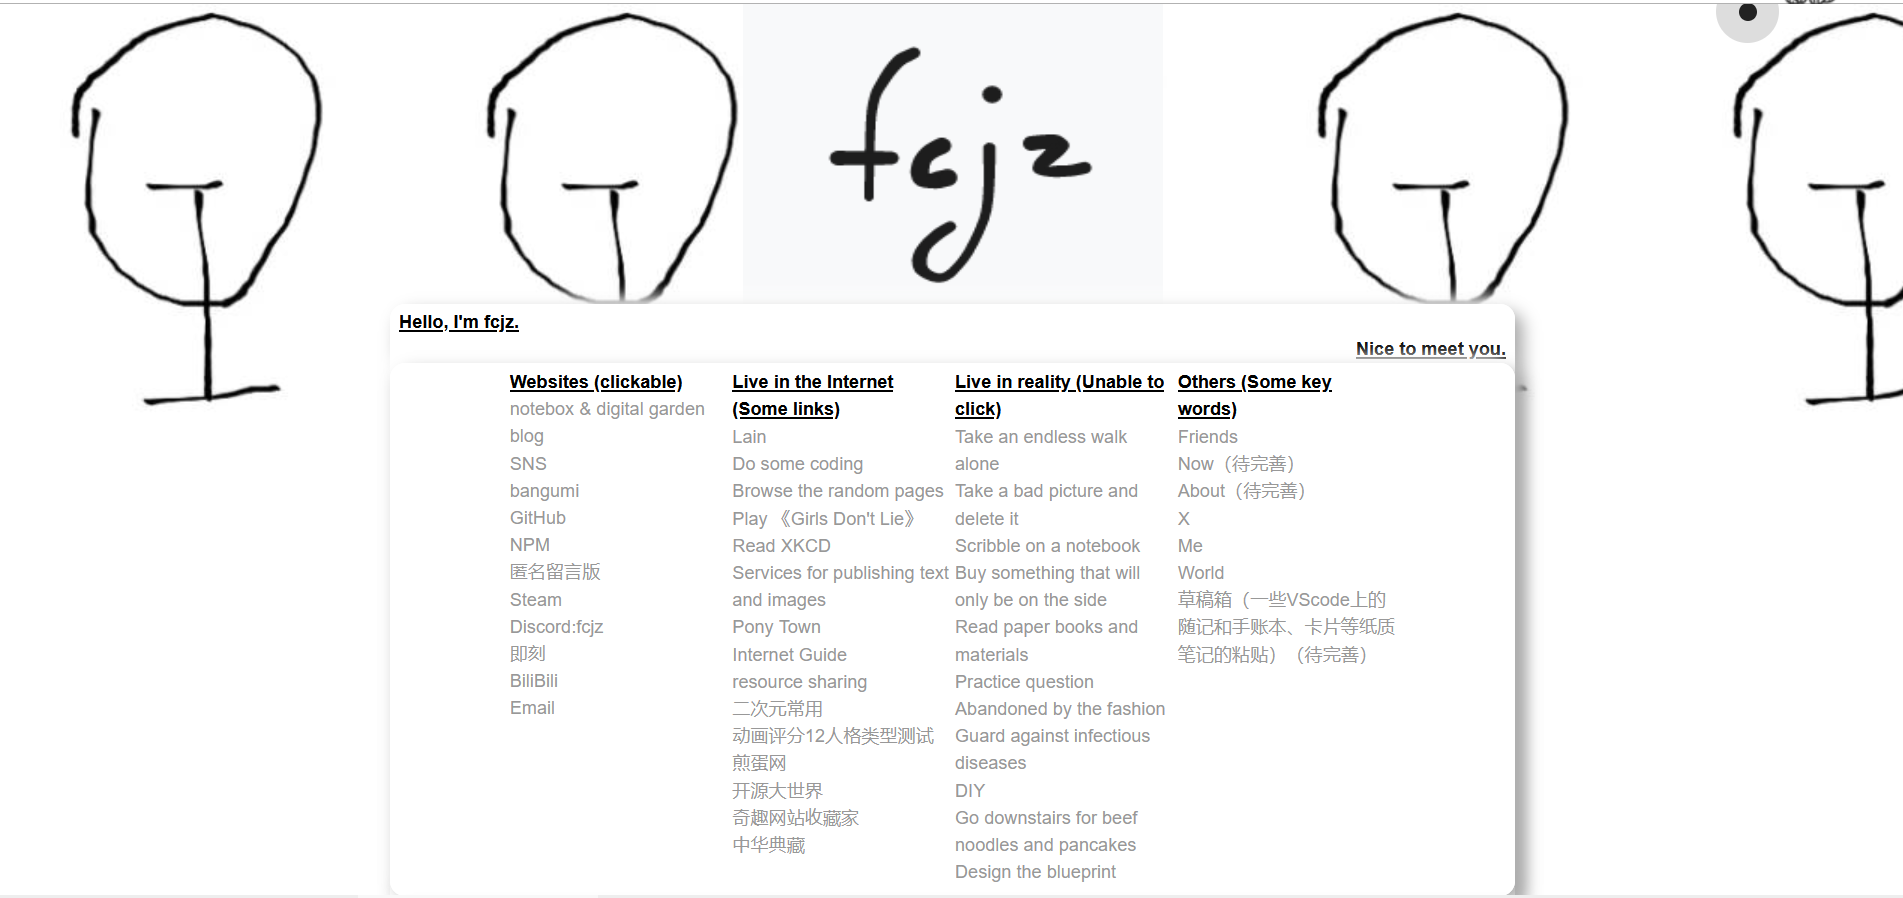 fcjz
Hello, I'm fcjz.
Nice to meet you.
Websites (clickable)
notebox & digital garden
blog
SNS
bangumi
GitHub
NPM
匿名留言版
Steam
Discord:fcjz
即刻
BiliBili
Email
Live in the Internet
(Some links)
Lain
Do some coding
Browse the random pages
Play 《Girls Don't Lie》
Read XKCD
Services for publishing text
and images
Pony Town
Internet Guide
resource sharing
二次元常用
动画评分12人格类型测试
煎蛋网
开源大世界
奇趣网站收藏家
中华典藏
Live in reality (Unable to
click)
Take an endless walk
alone
Take a bad picture and
delete it
Scribble on a notebook
Buy something that will
only be on the side
Read paper books and
materials
Practice question
Abandoned by the fashion
Guard against infectious
diseases
DIY
Go downstairs for beef
noodles and pancakes
Design the blueprint
Others (Some key
words)
Friends
Now（待完善）
About（待完善）
X
Me
World
草稿箱（一些VScode上的
随记和手账本、卡片等纸质
笔记的粘贴）（待完善）